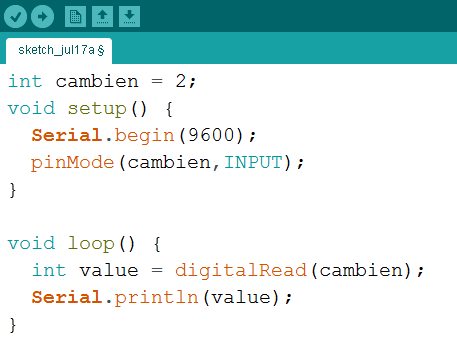 sketch_jul17a §
int cambien = 2;
void setup() {
  Serial.begin(9600);
  pinMode(cambien,INPUT);
}

void loop() {
  int value = digitalRead(cambien);
  Serial.println(value);
}